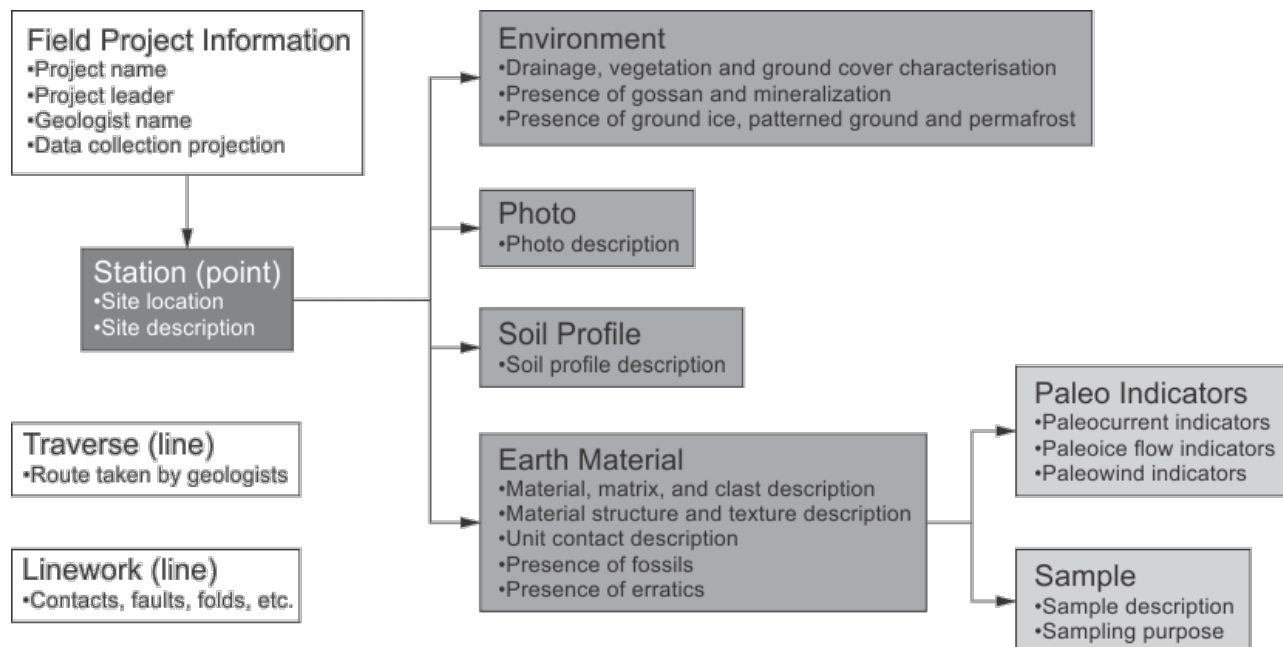 Field Project Information
•Project name
•Project leader
•Geologist name
•Data collection projection
Station (point)
•Site location
•Site description
Traverse (line)
•Route taken by geologists
Linework (line)
•Contacts, faults, folds, etc.
Environment
•Drainage, vegetation and ground cover characterisation
•Presence of gossan and mineralization
•Presence of ground ice, patterned ground and permafrost
Photo
•Photo description
Soil Profile
•Soil profile description
Earth Material
•Material, matrix, and clast description
•Material structure and texture description
•Unit contact description
•Presence of fossils
•Presence of erratics
Paleo Indicators
•Paleocurrent indicators
•Paleoice flow indicators
•Paleowind indicators
Sample
•Sample description
•Sampling purpose